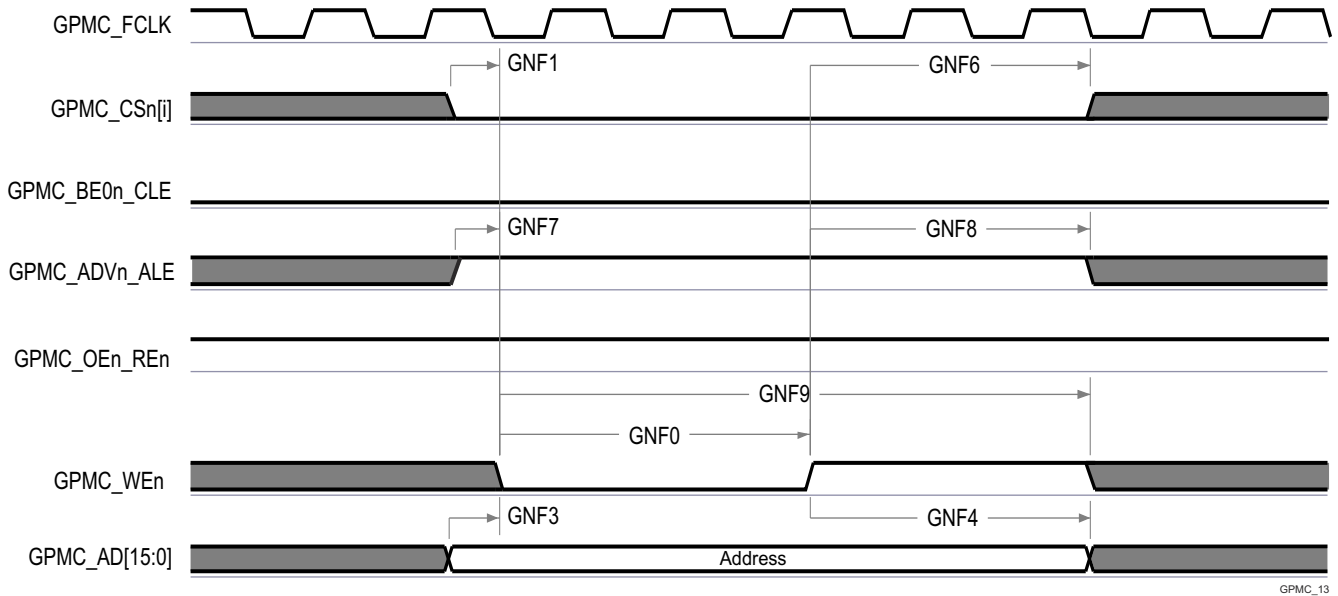 GPMC_FCLK
GNF1
GNF6
GPMC_CSn[i]
GPMC_BE0n_CLE
GNF7
GNF8
GPMC_ADVn_ALE
GPMC_OEn_REn
GNF9
GNF0
GPMC_WEn
GNF3
GNF4
GPMC_AD[15:0]
Address
GPMC_13